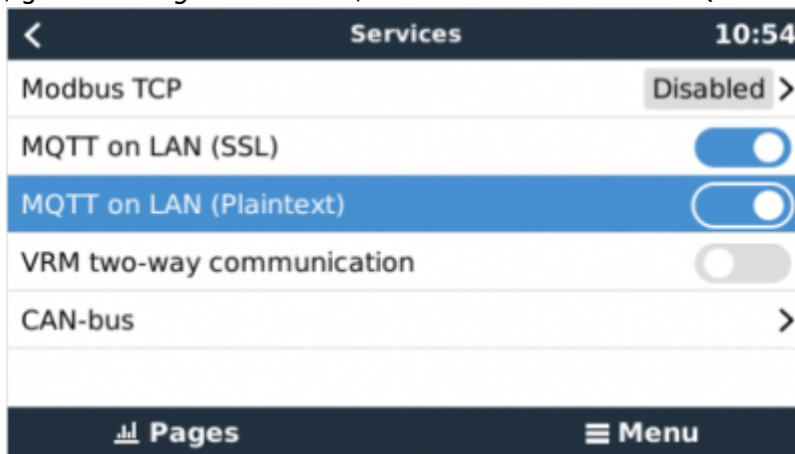 Services 10:54
Modbus TCP Disabled
MQTT on LAN (SSL)
MQTT on LAN (Plaintext)
VRM two-way communication
CAN-bus
Pages Menu